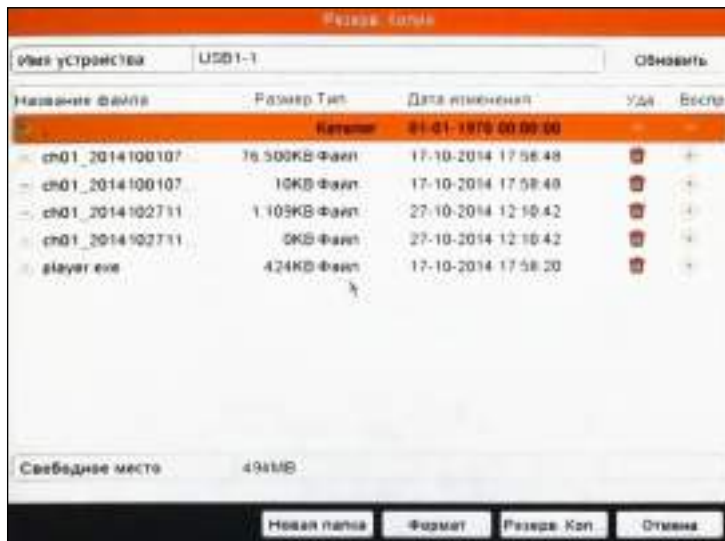 Резерв. Копия
Имя устройства USB1-1 Обновить
Название файла Размер Тип Дата изменения Уда Воспр
. Каталог 01-01-1970 00:00:00
ch01_2014100107... 76.500KB Файл 17-10-2014 17:58:48
ch01_2014100107... 10KB Файл 17-10-2014 17:58:48
ch01_2014102711... 1.109KB Файл 27-10-2014 12:10:42
ch01_2014102711... 0KB Файл 27-10-2014 12:10:42
player.exe 424KB Файл 17-10-2014 17:58:20
Свободное место 494MB
Новая папка Формат Резерв. Коп Отмена